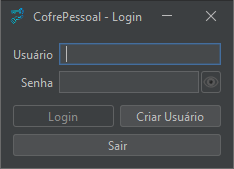 CofrePessoal - Login
Usuário
Senha
Login Criar Usuário
Sair